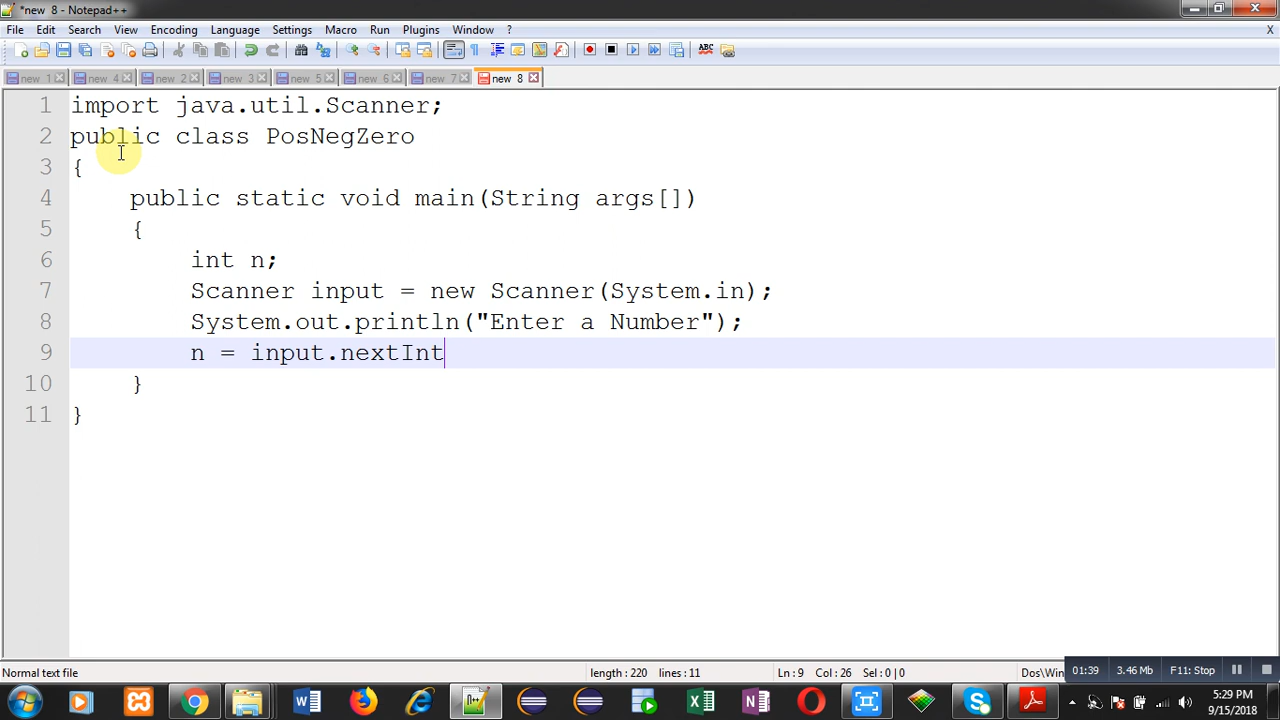 *new 8 - Notepad++
File Edit Search View Encoding Language Settings Macro Run Plugins Window ? X
new 1 new 4 new 2 new 3 new 5 new 6 new 7 new 8
1 import java.util.Scanner;
2 public class PosNegZero
3 {
4 public static void main(String args[])
5 {
6 int n;
7 Scanner input = new Scanner(System.in);
8 System.out.println("Enter a Number");
9 n = input.nextInt
10 }
11 }
Normal text file length : 220 lines : 11 Ln : 9 Col : 26 Sel : 0 | 0 Dos\Win
01:39 3.46 Mb F11: Stop
5:29 PM
9/15/2018